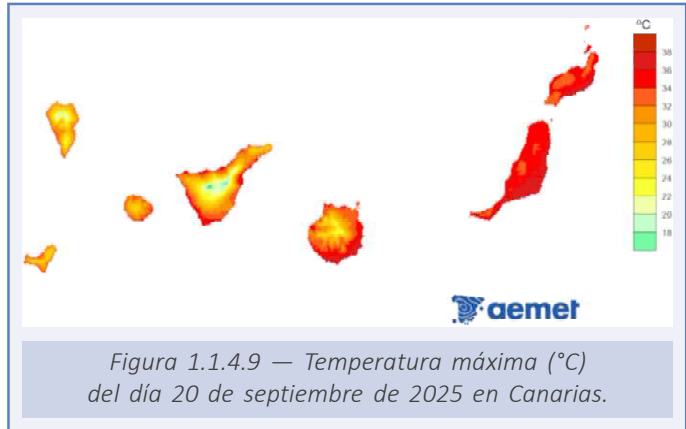 °C
38
36
34
32
30
28
26
24
22
20
18
aemet
Figura 1.1.4.9 — Temperatura máxima (°C)
del día 20 de septiembre de 2025 en Canarias.